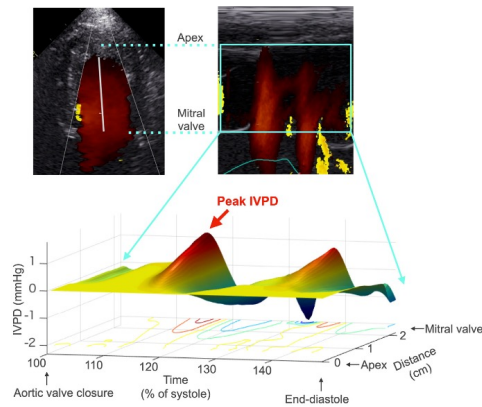 Apex
Mitral
valve
Peak IVPD
IVPD (mmHg)
1
0
-1
-2
100
110
120
130
140
Time
(% of systole)
0
1
2
Apex
Mitral valve
Distance
(cm)
Aortic valve closure
End-diastole